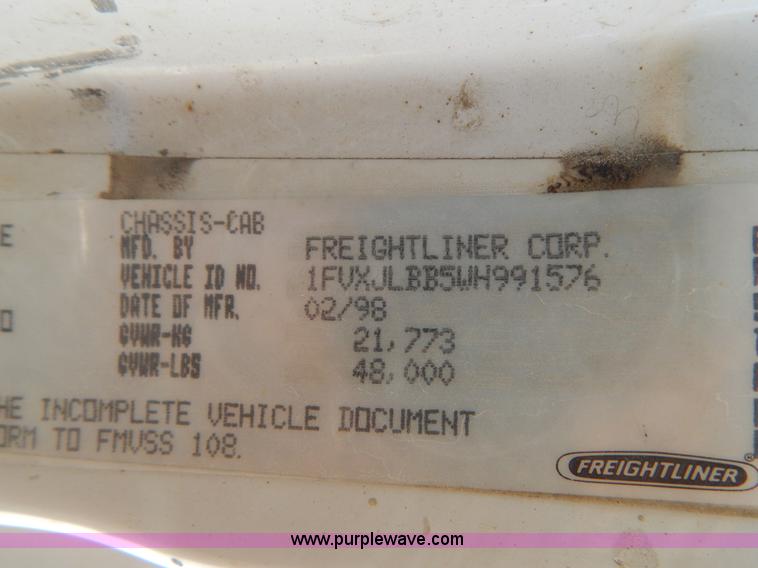 CHASSIS-CAB
MFD. BY FREIGHTLINER CORP.
VEHICLE ID NO. 1FVXJLBB5WH991576
DATE OF MFR. 02/98
GVWR-KG 21,773
GVWR-LBS 48,000
HE INCOMPLETE VEHICLE DOCUMENT
ORM TO FMVSS 108.
FREIGHTLINER
www.purplewave.com